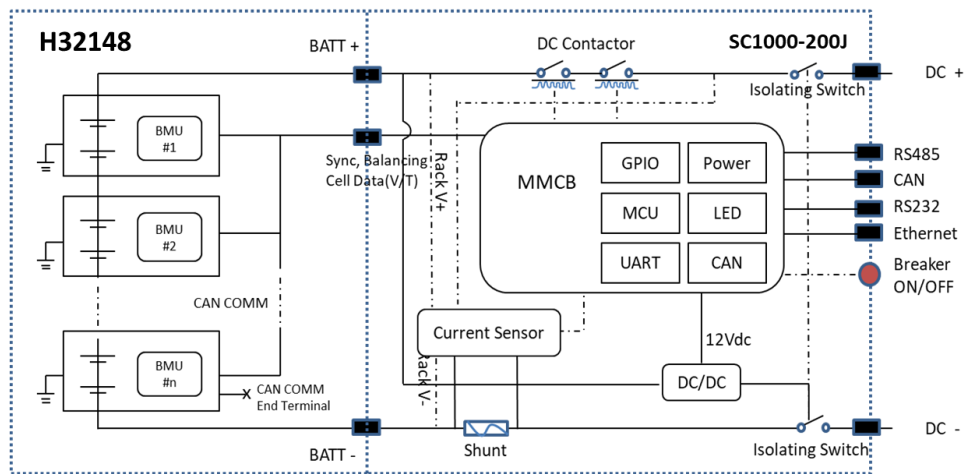 H32148
BATT +
DC Contactor
SC1000-200J
DC +
Isolating Switch
BMU
#1
Sync, Balancing
Cell Data(V/T)
Rack V+
MMCB
GPIO
Power
MCU
LED
UART
CAN
RS485
CAN
RS232
Ethernet
Breaker
ON/OFF
BMU
#2
CAN COMM
Current Sensor
12Vdc
Rack V-
DC/DC
BMU
#n
CAN COMM
End Terminal
BATT -
Shunt
Isolating Switch
DC -